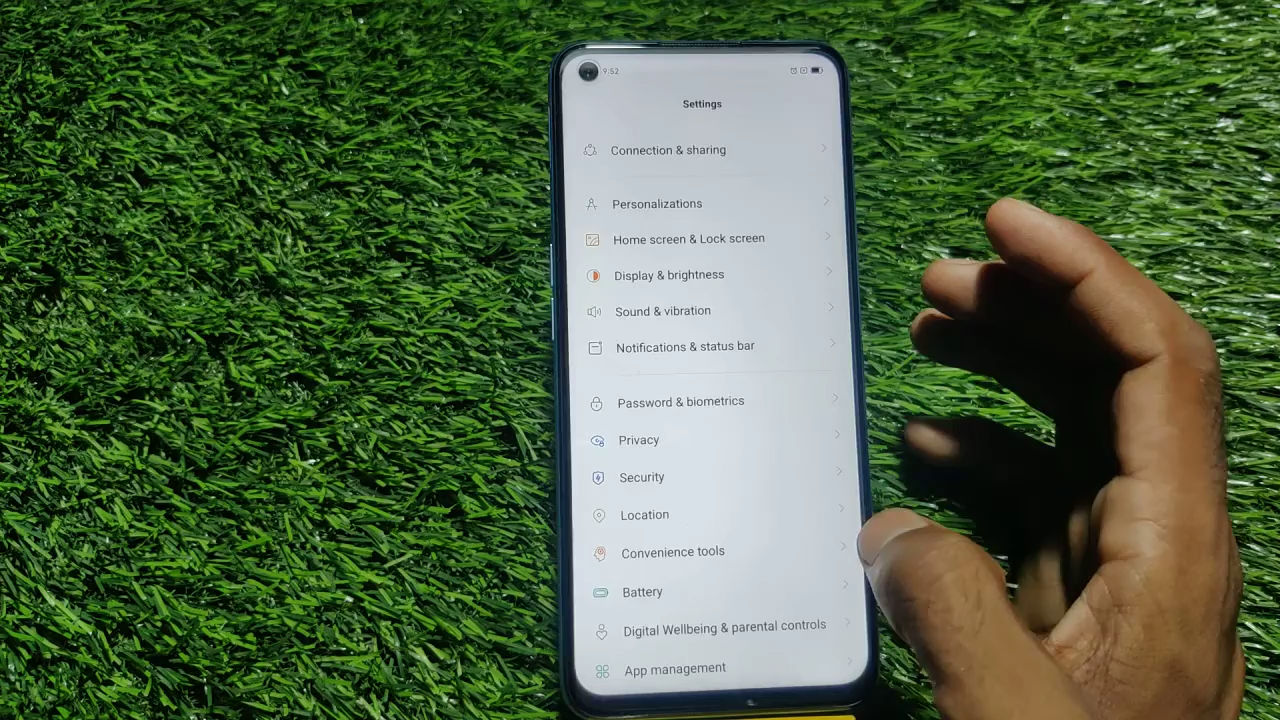 9:52
Settings
Connection & sharing
Personalizations
Home screen & Lock screen
Display & brightness
Sound & vibration
Notifications & status bar
Password & biometrics
Privacy
Security
Location
Convenience tools
Battery
Digital Wellbeing & parental controls
App management